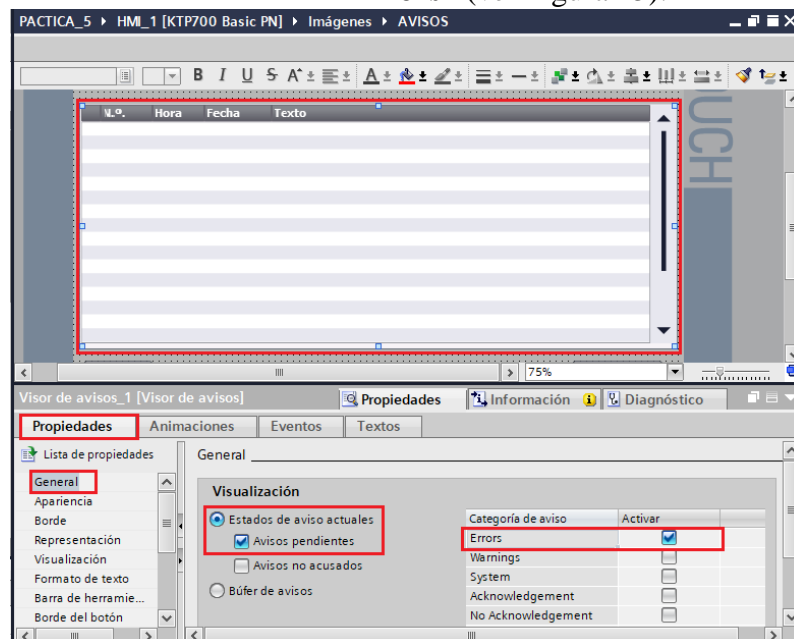 PACTICA_5 ▸ HMI_1 [KTP700 Basic PN] ▸ Imágenes ▸ AVISOS
B I U S A
N.º. Hora Fecha Texto
UCHI
75%
Visor de avisos_1 [Visor de avisos]
Propiedades Información Diagnóstico
Propiedades Animaciones Eventos Textos
Lista de propiedades
General
General
Apariencia
Borde
Representación
Visualización
Formato de texto
Barra de herramie...
Borde del botón
Visualización
Estados de aviso actuales
Avisos pendientes
Avisos no acusados
Búfer de avisos
Categoría de aviso Activar
Errors
Warnings
System
Acknowledgement
No Acknowledgement